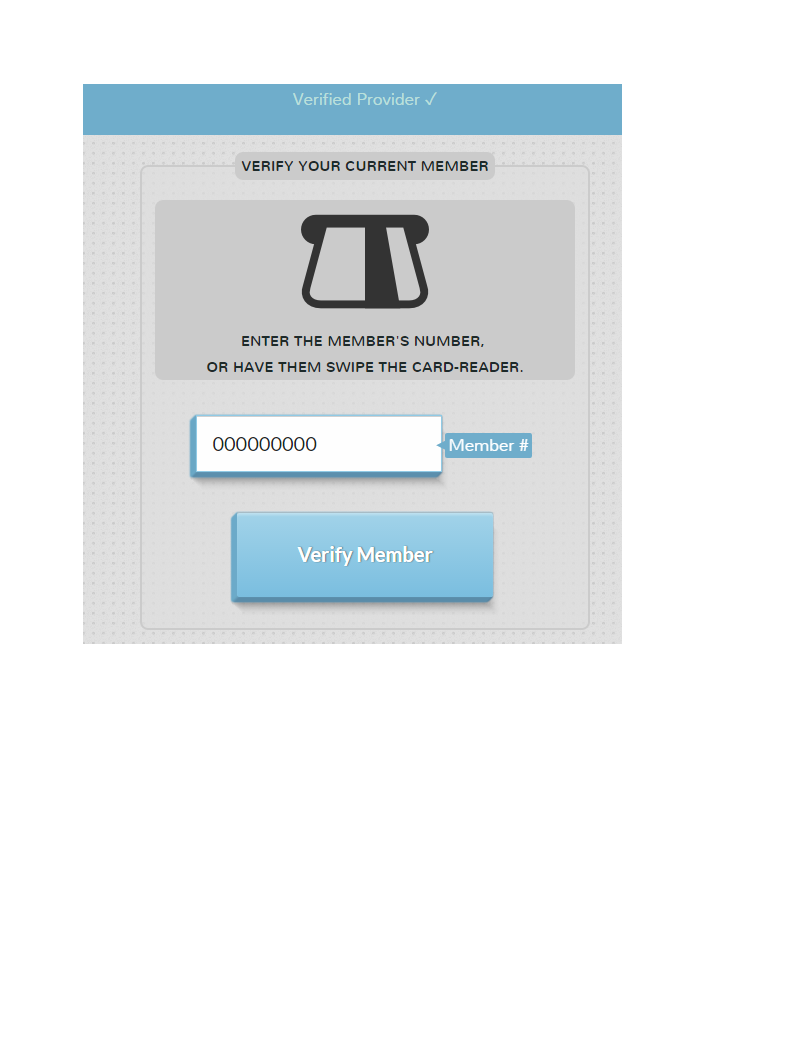 Verified Provider ✓
VERIFY YOUR CURRENT MEMBER
ENTER THE MEMBER'S NUMBER,
OR HAVE THEM SWIPE THE CARD-READER.
000000000
Member #
Verify Member